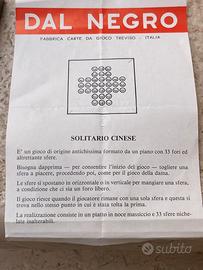 DAL NEGRO
FABBRICA CARTE DA GIOCO TREVISO - ITALIA
SOLITARIO CINESE
E' un gioco di origine antichissima formato da un piano con 33 fori ed
altrettante sfere.
Bisogna dapprima — per consentire l'inizio del gioco — togliere una
sfera a piacere, procedendo poi, come per il gioco della dama.
Le sfere si spostano in orizzontale o in verticale per mangiare una sfera,
a condizione che ci sia un foro libero.
Il gioco riesce quando il giocatore rimane con una sola sfera e questa si
trova nello stesso punto in cui è stata tolta la prima.
La realizzazione consiste in un piatto in noce massiccio e 33 sfere niche-
late inalterabili.
subito